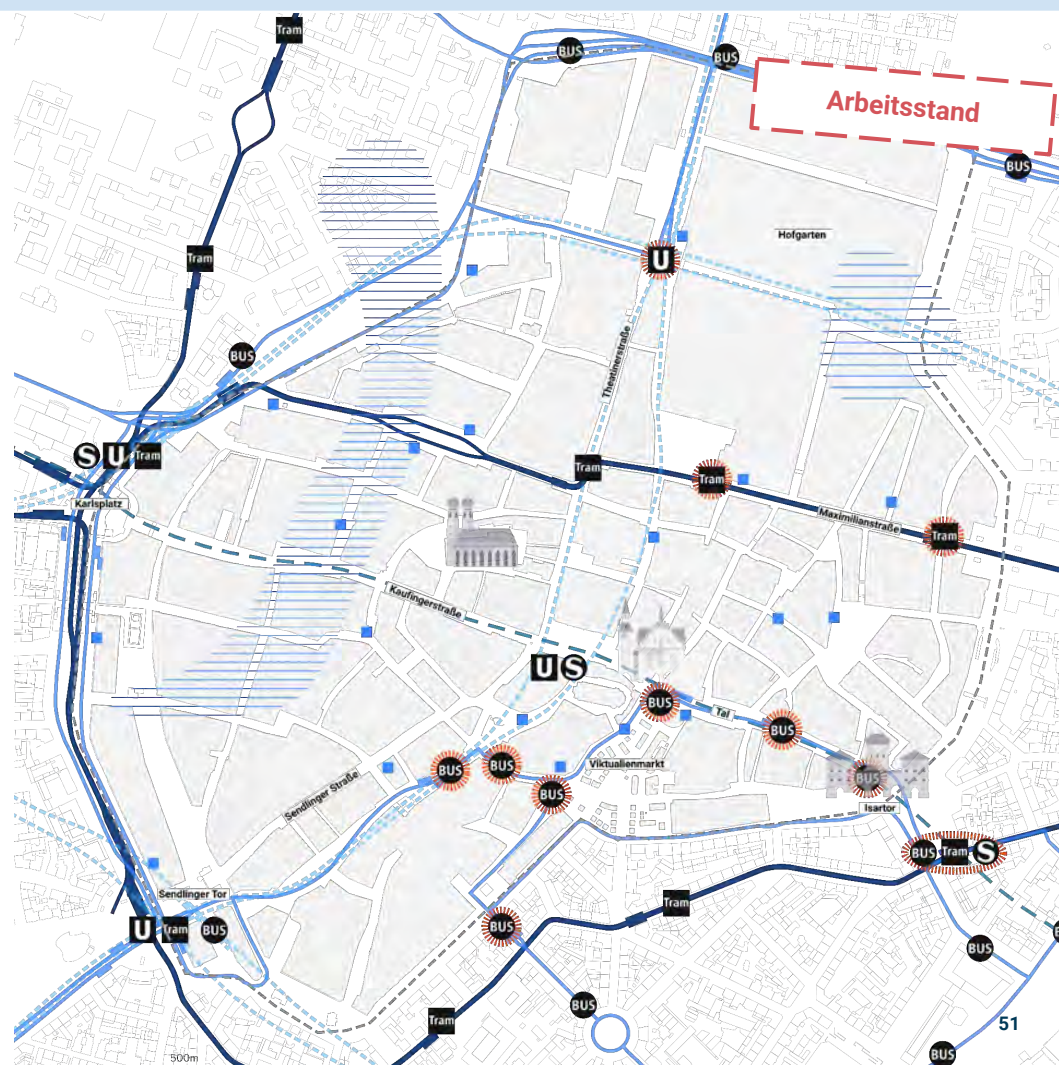 Tram
BUS
BUS
Arbeitsstand
BUS
Hofgarten
U
Tram
Theatinerstraße
BUS
S U Tram
Tram
Tram
Karlsplatz
Maximilianstraße
Tram
Kaufingerstraße
U S
BUS
Tal
BUS
BUS
BUS
Viktualienmarkt
BUS
BUS
Sendlinger Straße
Isartor
BUS Tram S
Sendlinger Tor
Tram
U Tram BUS
BUS
BUS
BUS
Tram
51
BUS
500m